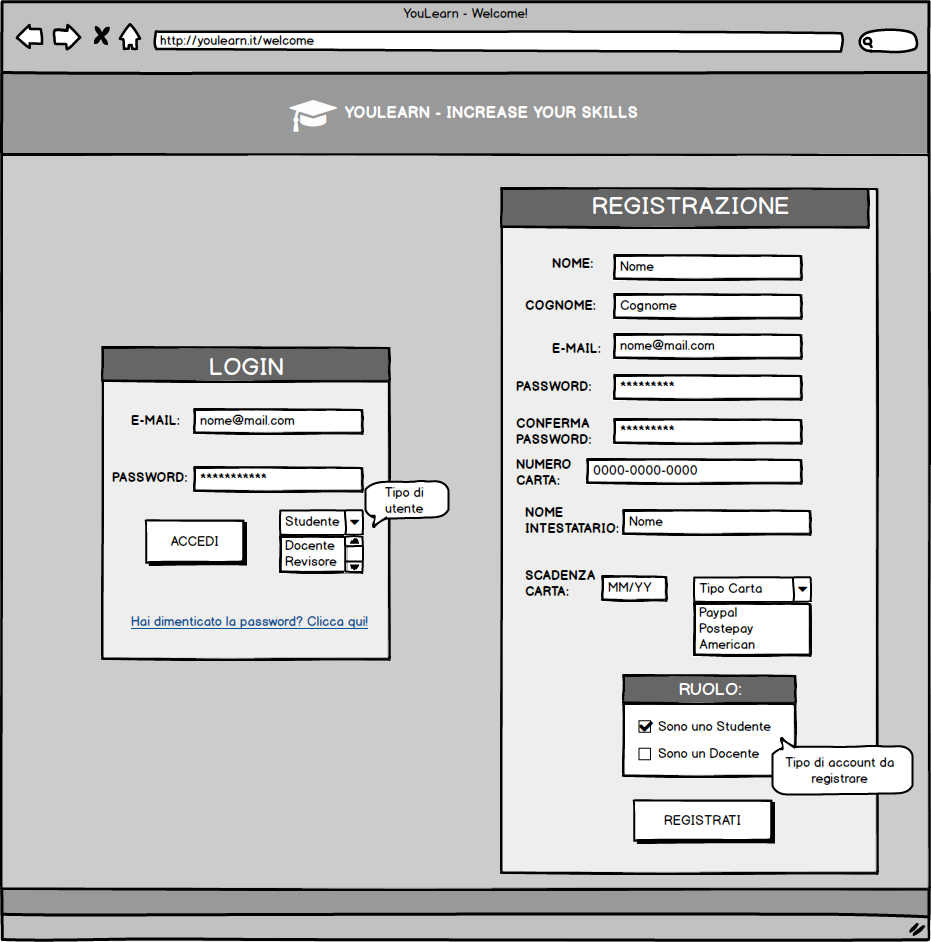 YouLearn - Welcome!
http://youlearn.it/welcome
YOULEARN - INCREASE YOUR SKILLS
LOGIN
E-MAIL:
nome@mail.com
PASSWORD:
***********
Tipo di
utente
ACCEDI
Studente
Docente
Revisore
Hai dimenticato la password? Clicca qui!
REGISTRAZIONE
NOME:
Nome
COGNOME:
Cognome
E-MAIL:
nome@mail.com
PASSWORD:
*********
CONFERMA
PASSWORD:
*********
NUMERO
CARTA:
0000-0000-0000
NOME
INTESTATARIO:
Nome
SCADENZA
CARTA:
MM/YY
Tipo Carta
Paypal
Postepay
American
RUOLO:
Sono uno Studente
Sono un Docente
Tipo di account da
registrare
REGISTRATI